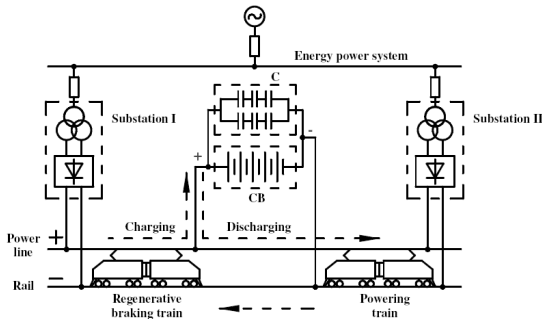 Energy power system
C
Substation I
Substation II
-
+
CB
Charging
Discharging
Power
line
+
−
Rail
Regenerative
braking train
Powering
train